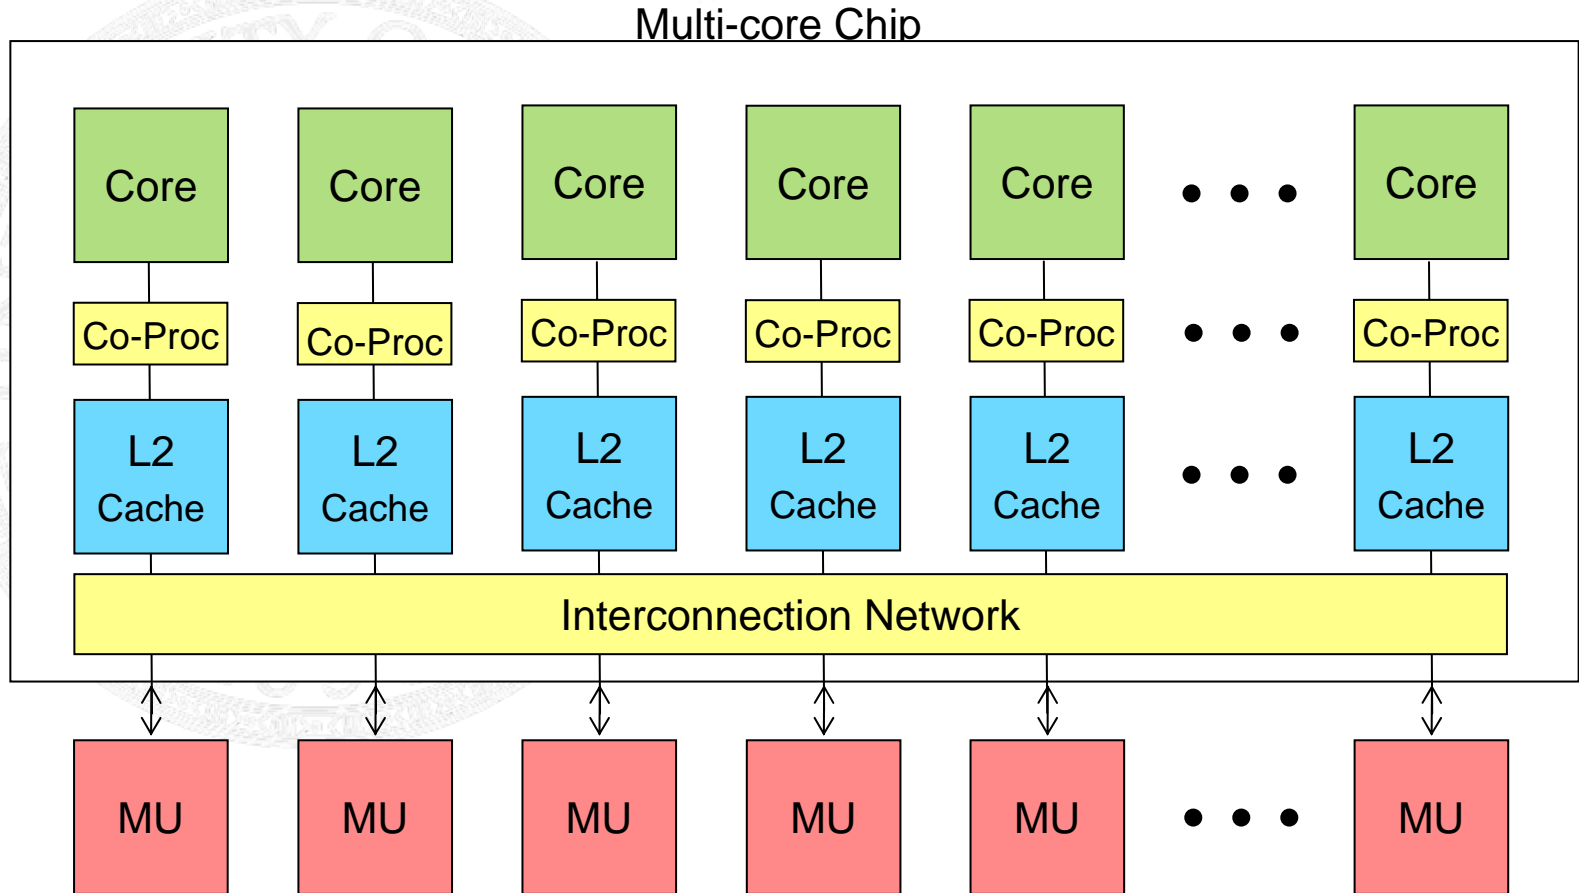 Multi-core Chip
Core Core Core Core Core • • • Core
Co-Proc Co-Proc Co-Proc Co-Proc Co-Proc • • • Co-Proc
L2 L2 L2 L2 L2 • • • L2
Cache Cache Cache Cache Cache Cache
Interconnection Network
MU MU MU MU MU • • • MU